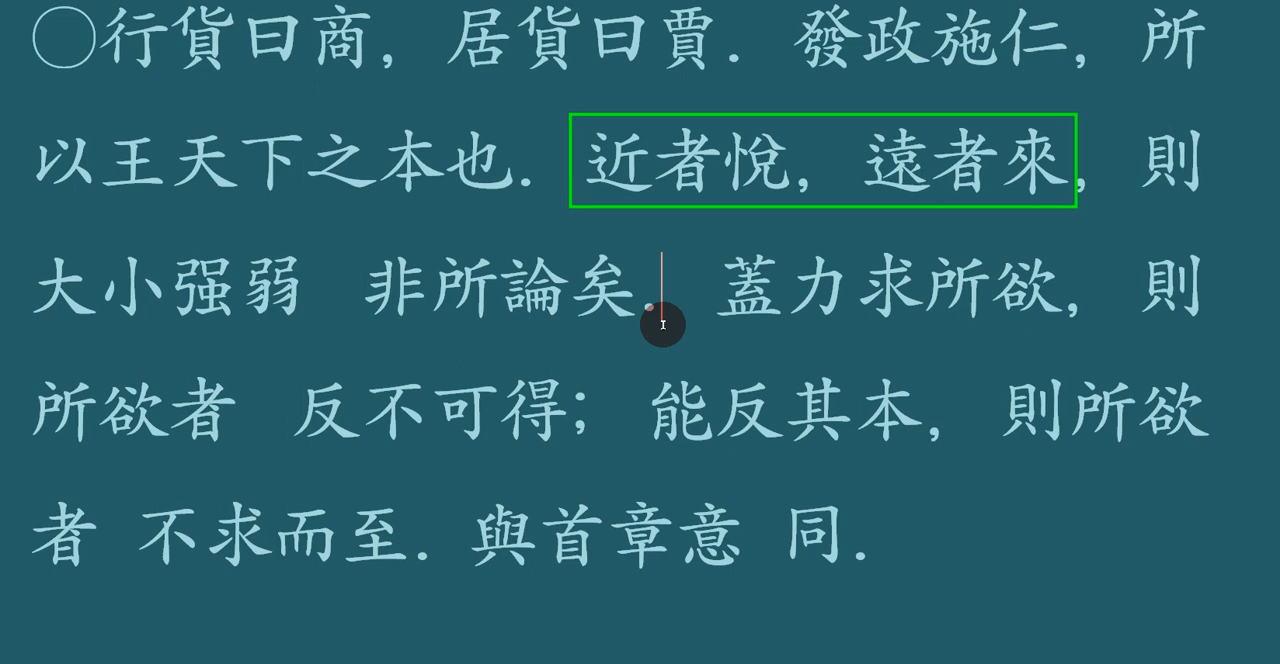 ○行貨曰商, 居貨曰賈. 發政施仁, 所
以王天下之本也. 近者悅, 遠者來, 則
大小强弱 非所論矣. 蓋力求所欲, 則
所欲者 反不可得; 能反其本, 則所欲
者 不求而至. 與首章意 同.